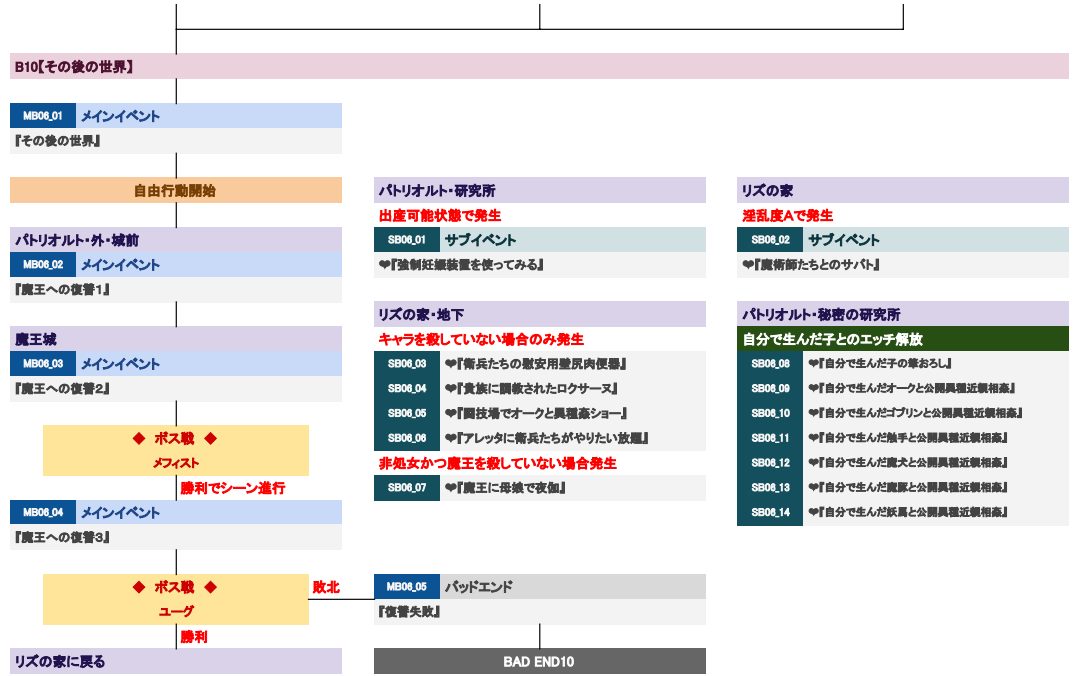 B10【その後の世界】
MB06_01 メインイベント
『その後の世界』
自由行動開始
パトリオルト・外・城前
MB06_02 メインイベント
『魔王への復讐1』
魔王城
MB06_03 メインイベント
『魔王への復讐2』
◆ ボス戦 ◆
メフィスト
勝利でシーン進行
MB06_04 メインイベント
『魔王への復讐3』
◆ ボス戦 ◆
ユーグ
敗北
勝利
リズの家に戻る
パトリオルト・研究所
出産可能状態で発生
SB06_01 サブイベント
❤『強制妊娠装置を使ってみる』
リズの家・地下
キャラを殺していない場合のみ発生
SB06_03 ❤『衛兵たちの慰安用壁尻肉便器』
SB06_04 ❤『貴族に調教されたロクサーヌ』
SB06_05 ❤『闘技場でオークと異種姦ショー』
SB06_06 ❤『アレッタに衛兵たちがやりたい放題』
非処女かつ魔王を殺していない場合発生
SB06_07 ❤『魔王に母娘で夜伽』
MB06_05 バッドエンド
『復讐失敗』
BAD END10
リズの家
淫乱度Aで発生
SB06_02 サブイベント
❤『魔術師たちとのサバト』
パトリオルト・秘密の研究所
自分で生んだ子とのエッチ解放
SB06_08 ❤『自分で生んだ子の筆おろし』
SB06_09 ❤『自分で生んだオークと公開異種近親相姦』
SB06_10 ❤『自分で生んだゴブリンと公開異種近親相姦』
SB06_11 ❤『自分で生んだ触手と公開異種近親相姦』
SB06_12 ❤『自分で生んだ魔犬と公開異種近親相姦』
SB06_13 ❤『自分で生んだ魔豚と公開異種近親相姦』
SB06_14 ❤『自分で生んだ妖馬と公開異種近親相姦』